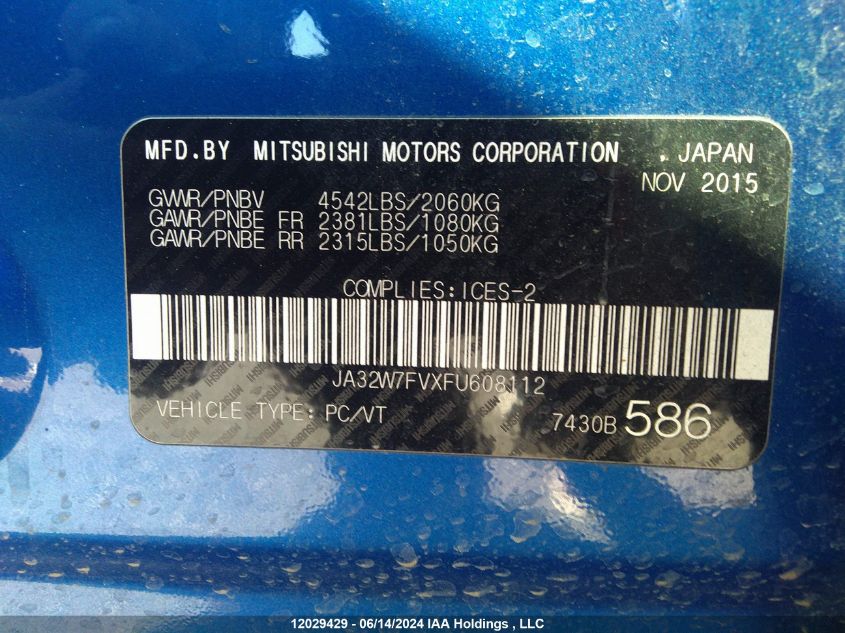 MFD.BY MITSUBISHI MOTORS CORPORATION , JAPAN
NOV 2015
GVWR/PNBV 4542LBS/2060KG
GAWR/PNBE FR 2381LBS/1080KG
GAWR/PNBE RR 2315LBS/1050KG
COMPLIES:ICES-2
JA32W7FVXFU608112
VEHICLE TYPE: PC/VT 7430B 586
12029429 - 06/14/2024 IAA Holdings , LLC